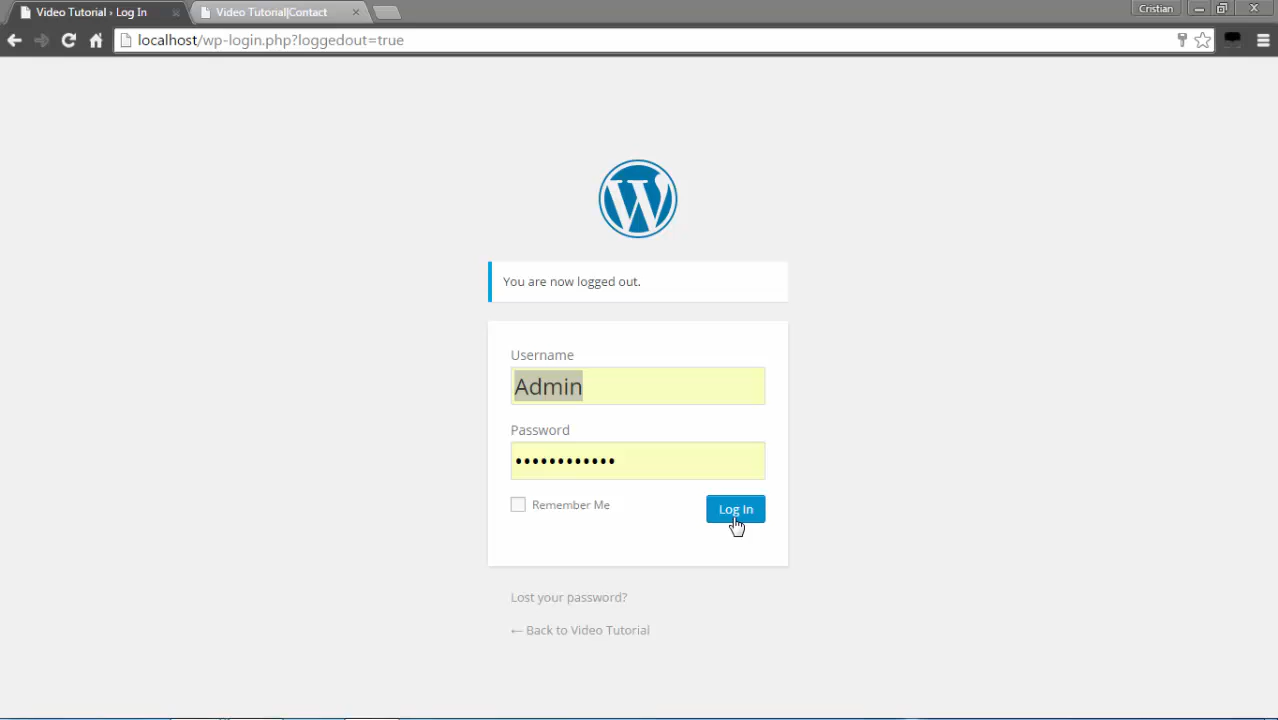 Video Tutorial › Log In
Video Tutorial|Contact
Cristian
localhost/wp-login.php?loggedout=true
W
You are now logged out.
Username
Admin
Password
••••••••••••
Remember Me
Log In
Lost your password?
← Back to Video Tutorial